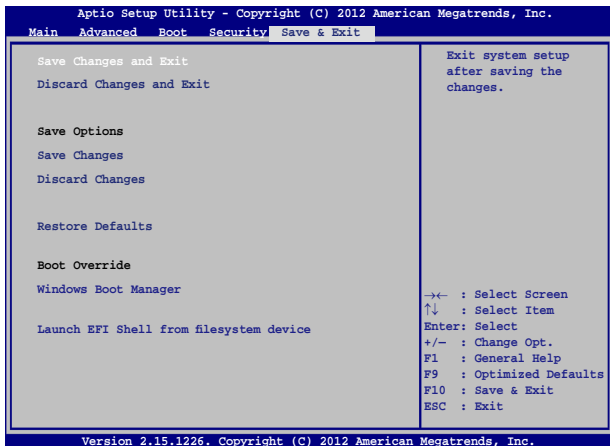 Aptio Setup Utility - Copyright (C) 2012 American Megatrends, Inc.
Main Advanced Boot Security Save & Exit
Save Changes and Exit
Discard Changes and Exit
Save Options
Save Changes
Discard Changes
Restore Defaults
Boot Override
Windows Boot Manager
Launch EFI Shell from filesystem device
Exit system setup
after saving the
changes.
→← : Select Screen
↑↓ : Select Item
Enter: Select
+/— : Change Opt.
F1 : General Help
F9 : Optimized Defaults
F10 : Save & Exit
ESC : Exit
Version 2.15.1226. Copyright (C) 2012 American Megatrends, Inc.